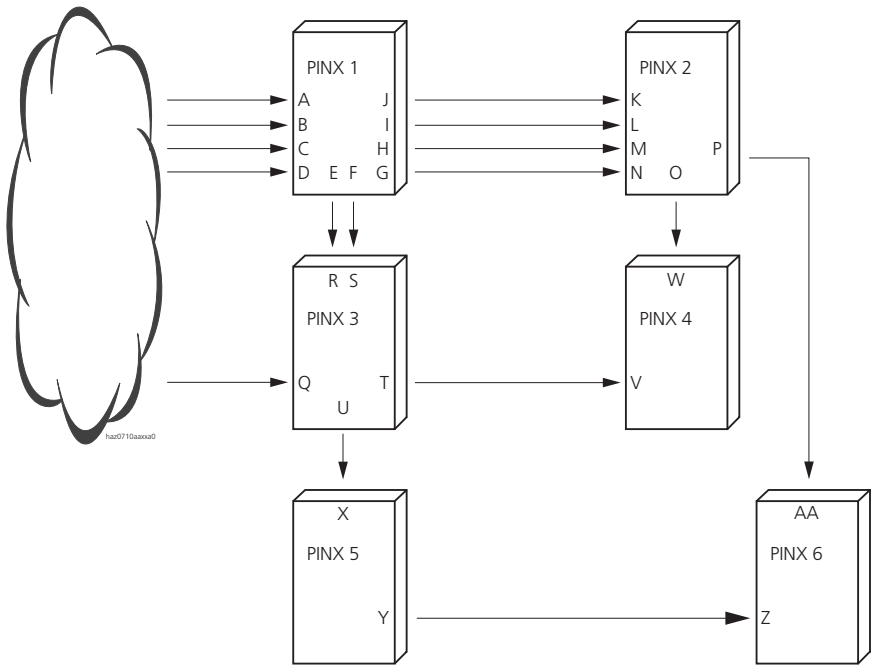 PINX 1
A J
B I
C H
D E F G
PINX 2
K
L
M P
N O
R S
PINX 3
Q T
U
W
PINX 4
V
haz0710aaxxa0
X
PINX 5
Y
AA
PINX 6
Z